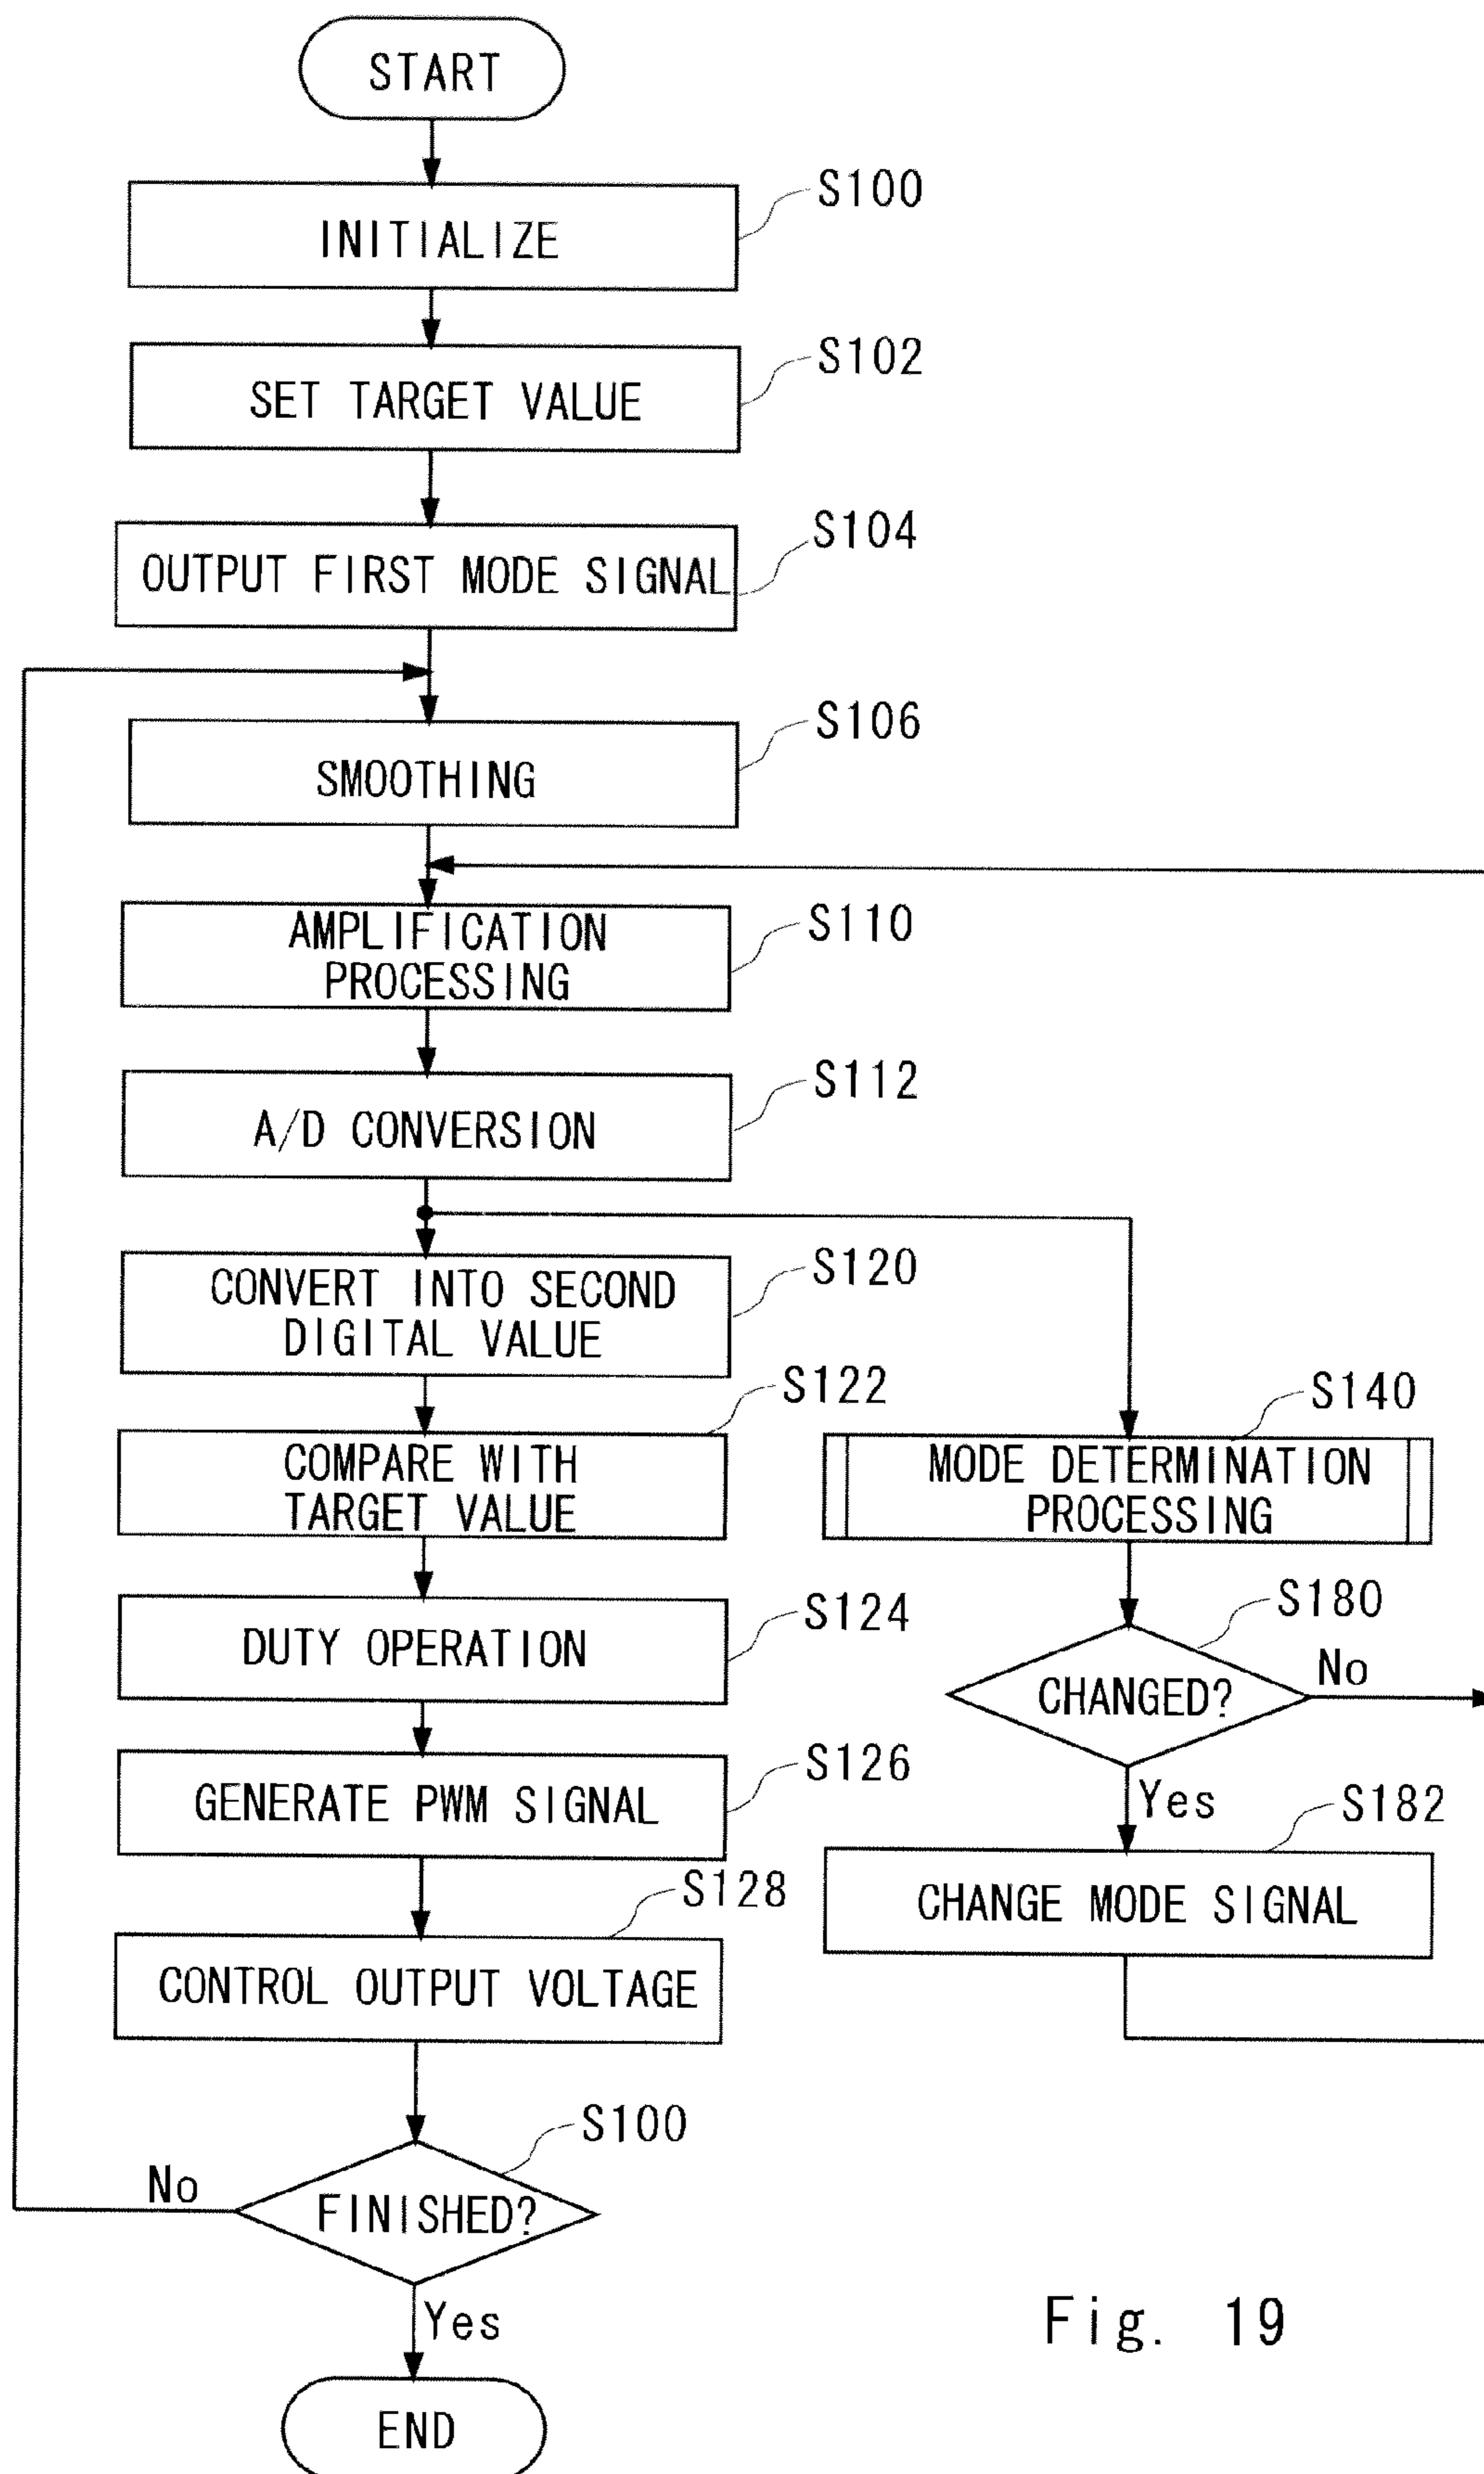 START
S100
INITIALIZE
S102
SET TARGET VALUE
S104
OUTPUT FIRST MODE SIGNAL
S106
SMOOTHING
S110
AMPLIFICATION
PROCESSING
S112
A/D CONVERSION
S120
CONVERT INTO SECOND
DIGITAL VALUE
S122
COMPARE WITH
TARGET VALUE
S124
DUTY OPERATION
S126
GENERATE PWM SIGNAL
S128
CONTROL OUTPUT VOLTAGE
S100
FINISHED?
No
Yes
END
S140
MODE DETERMINATION
PROCESSING
S180
CHANGED?
No
Yes
S182
CHANGE MODE SIGNAL
Fig. 19